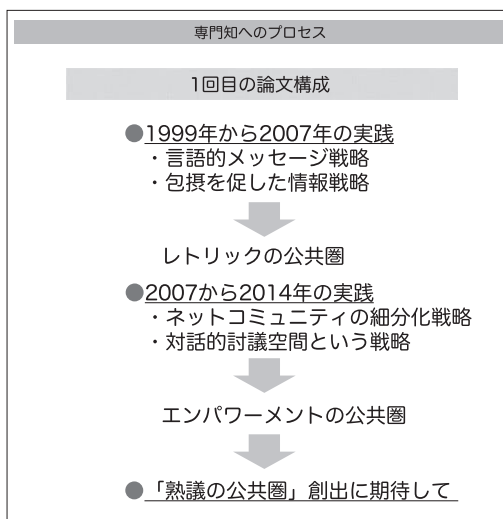 専門知へのプロセス
1回目の論文構成
●1999年から2007年の実践
・言語的メッセージ戦略
・包摂を促した情報戦略
レトリックの公共圏
●2007から2014年の実践
・ネットコミュニティの細分化戦略
・対話的討議空間という戦略
エンパワーメントの公共圏
●「熟議の公共圏」創出に期待して